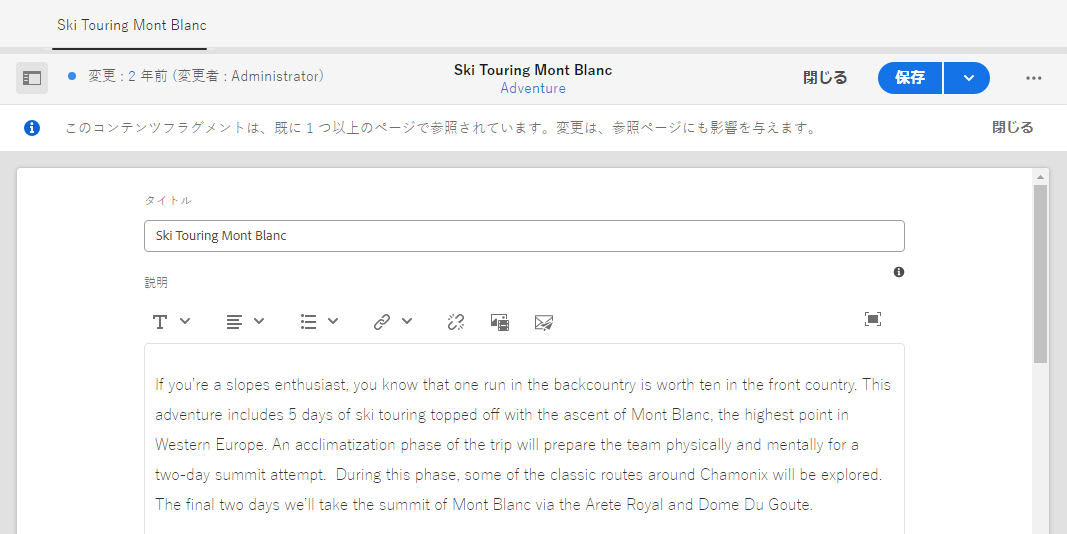 Ski Touring Mont Blanc
変更 : 2 年前 (変更者 : Administrator)
Ski Touring Mont Blanc
Adventure
閉じる
保存
このコンテンツフラグメントは、既に 1 つ以上のページで参照されています。変更は、参照ページにも影響を与えます。
閉じる
タイトル
Ski Touring Mont Blanc
説明
If you’re a slopes enthusiast, you know that one run in the backcountry is worth ten in the front country. This
adventure includes 5 days of ski touring topped off with the ascent of Mont Blanc, the highest point in
Western Europe. An acclimatization phase of the trip will prepare the team physically and mentally for a
two-day summit attempt.  During this phase, some of the classic routes around Chamonix will be explored.
The final two days we’ll take the summit of Mont Blanc via the Arete Royal and Dome Du Goute.